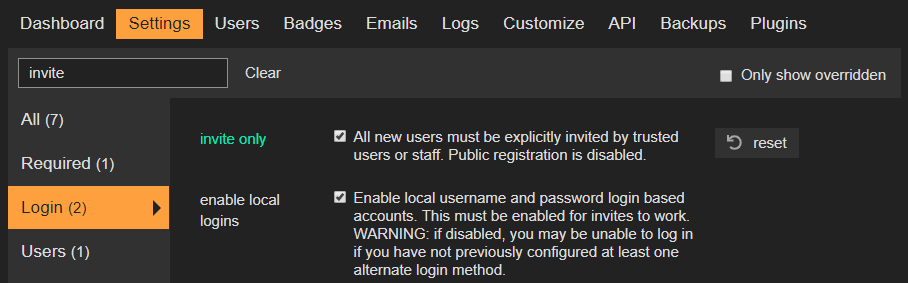 Dashboard Settings Users Badges Emails Logs Customize API Backups Plugins
invite Clear Only show overridden
All (7)
Required (1)
Login (2)
Users (1)
invite only
All new users must be explicitly invited by trusted
users or staff. Public registration is disabled.
reset
enable local
logins
Enable local username and password login based
accounts. This must be enabled for invites to work.
WARNING: if disabled, you may be unable to log in
if you have not previously configured at least one
alternate login method.